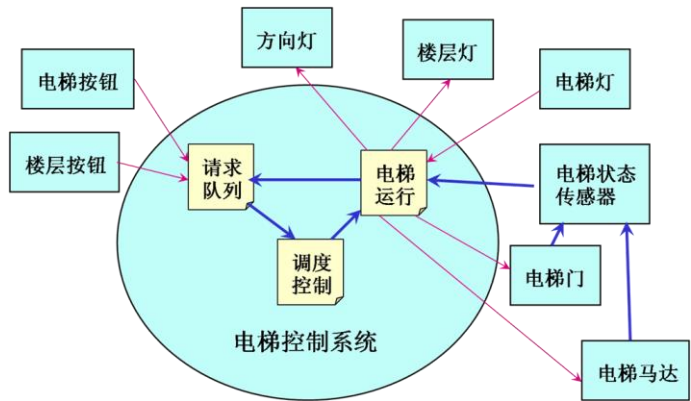 方向灯
楼层灯
电梯按钮
电梯灯
楼层按钮
请求
队列
电梯
运行
电梯状态
传感器
调度
控制
电梯门
电梯控制系统
电梯马达